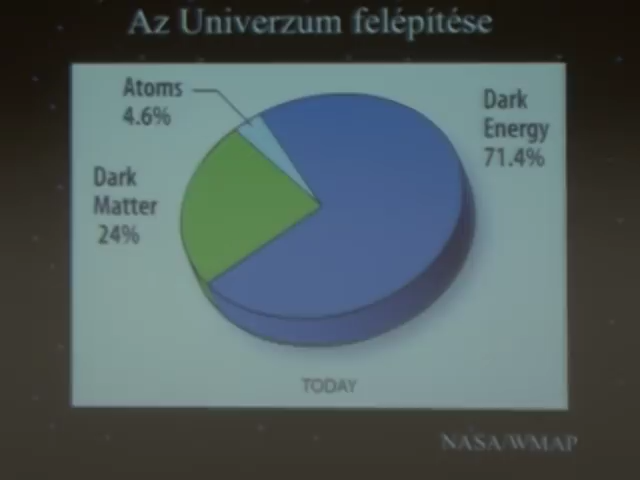 Az Univerzum felépítése
Atoms
4.6%
Dark
Energy
71.4%
Dark
Matter
24%
TODAY
NASA/WMAP